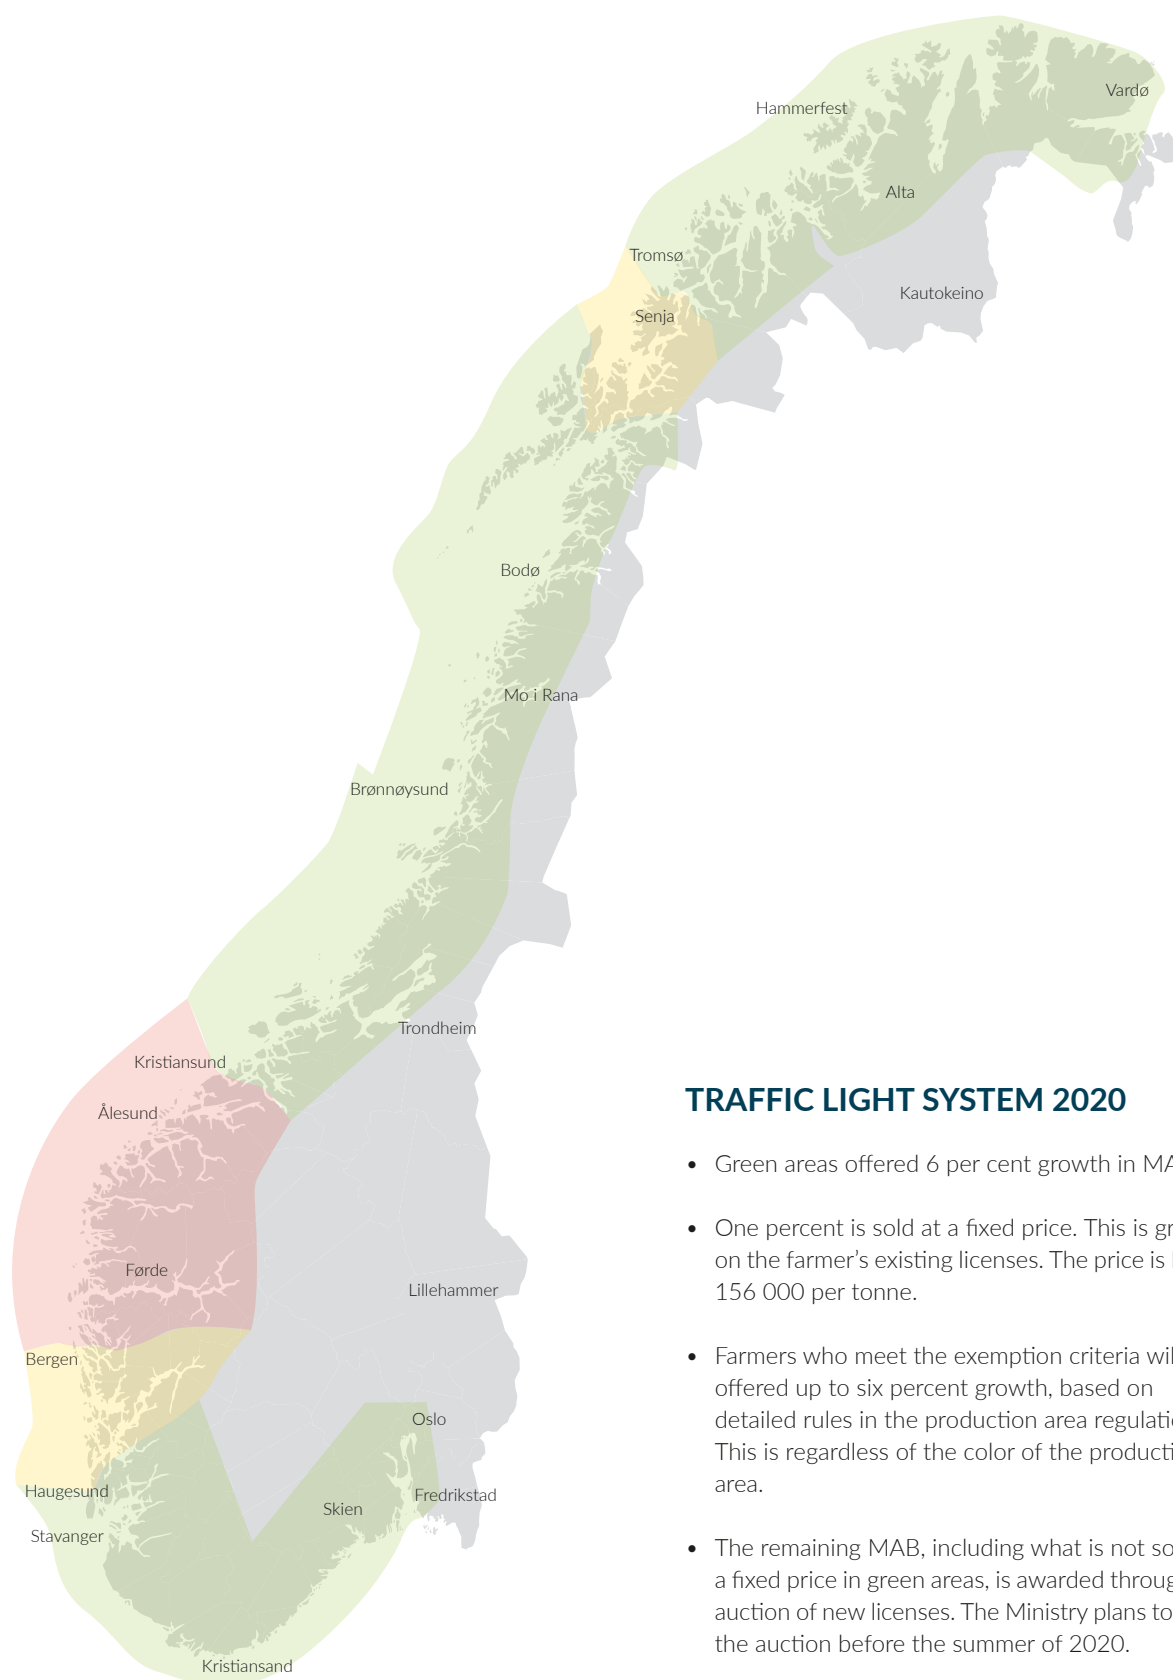 Vardø
Hammerfest
Alta
Tromsø
Kautokeino
Senja
Bodø
Mo i Rana
Brønnøysund
Trondheim
Kristiansund
Ålesund
Førde
Lillehammer
Bergen
Oslo
Haugesund
Fredrikstad
Skien
Stavanger
Kristiansand
TRAFFIC LIGHT SYSTEM 2020
• Green areas offered 6 per cent growth in
• One percent is sold at a fixed price. This is
on the farmer’s existing licenses. The price is
156 000 per tonne.
• Farmers who meet the exemption criteria
offered up to six percent growth, based on
detailed rules in the production area
This is regardless of the color of the
area.
• The remaining MAB, including what is not
a fixed price in green areas, is awarded
auction of new licenses. The Ministry plans to
the auction before the summer of 2020.